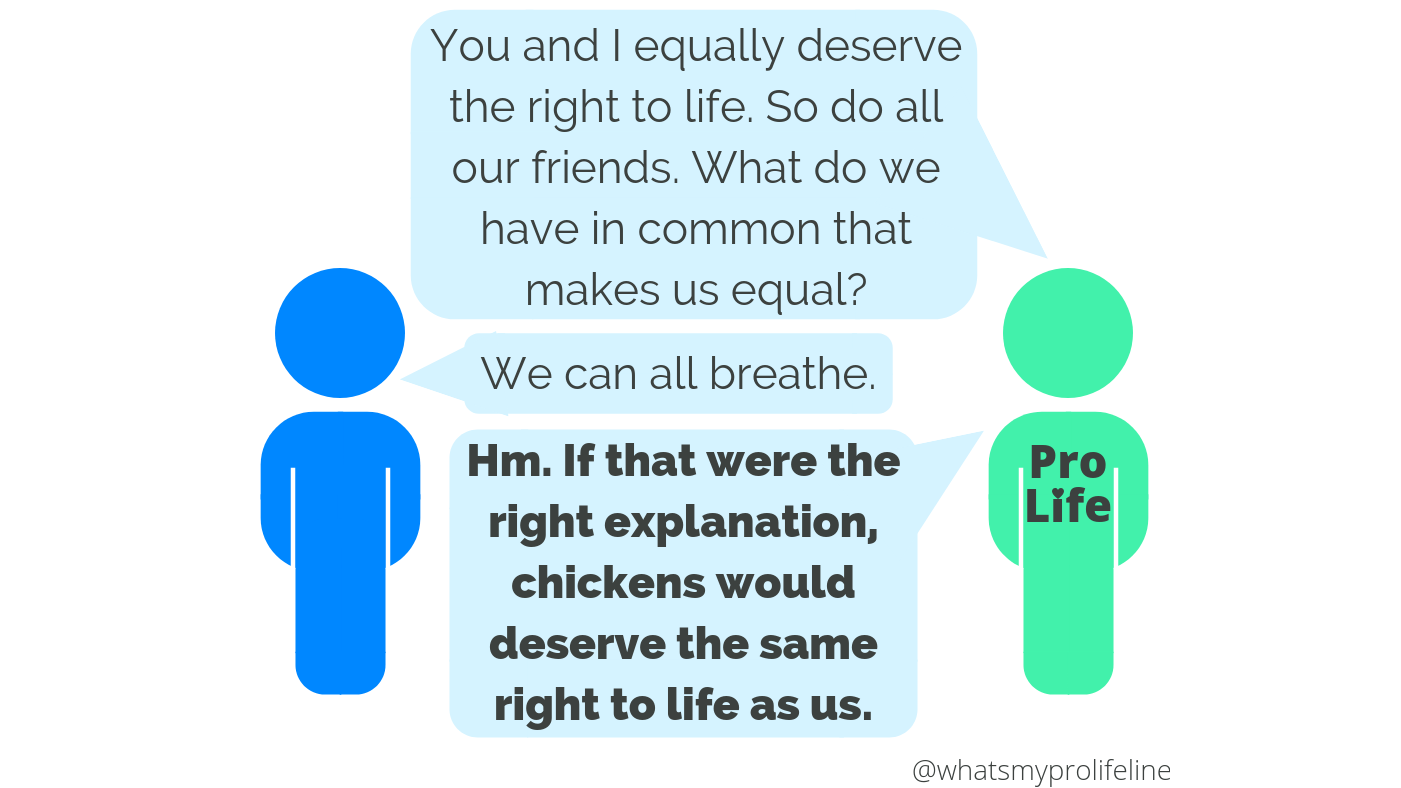 You and I equally deserve
the right to life. So do all
our friends. What do we
have in common that
makes us equal?
We can all breathe.
Hm. If that were the
right explanation,
chickens would
deserve the same
right to life as us.
Pro
Life
@whatsmyprolifeline